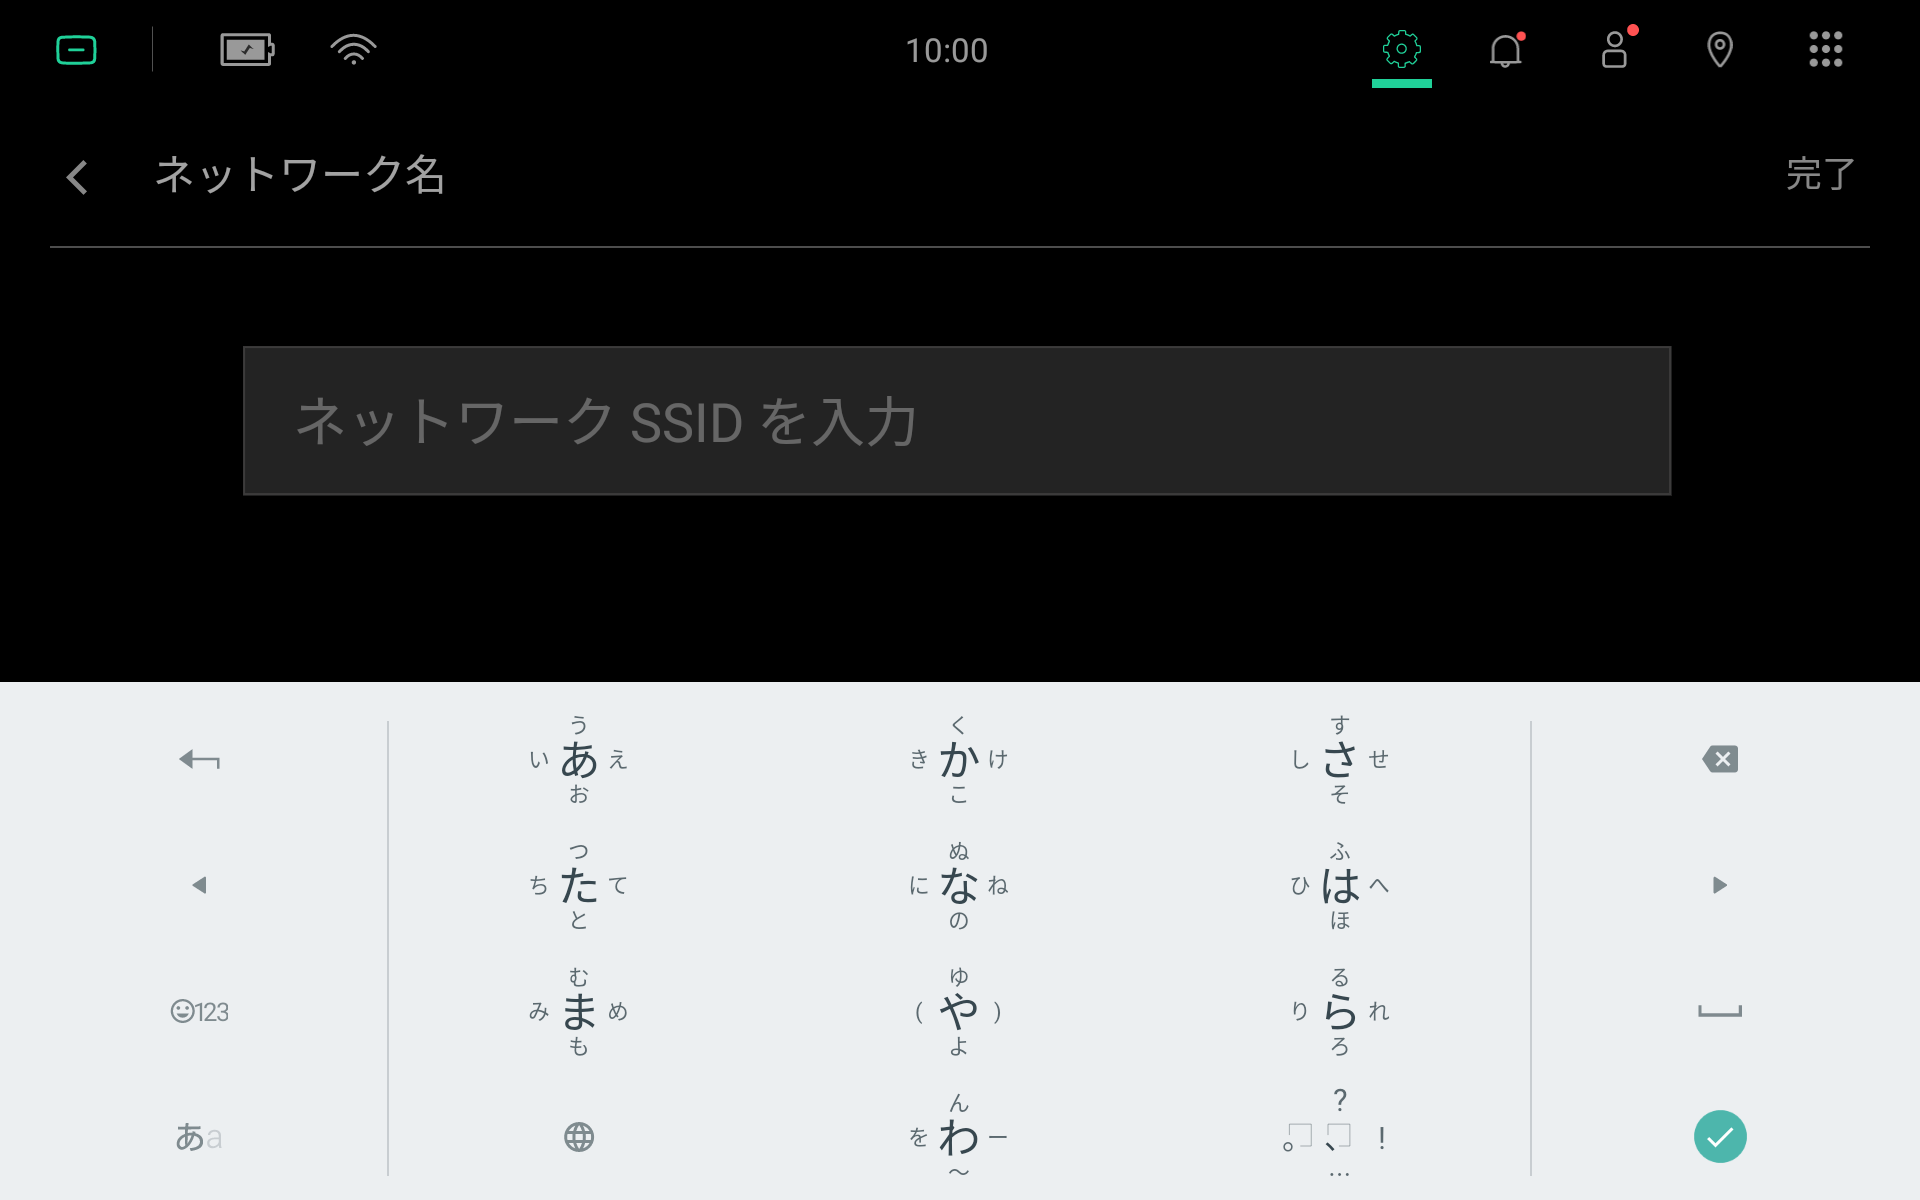 10:00
ネットワーク名
完了
ネットワーク SSID を入力
う
い あ え
お
く
き か け
こ
す
し さ せ
そ
つ
ち た て
と
ぬ
に な ね
の
ふ
ひ は へ
ほ
123
む
み ま め
も
ゆ
( や )
よ
る
り ら れ
ろ
あa
ん
を わ ー
〜
?
。 、 !
…